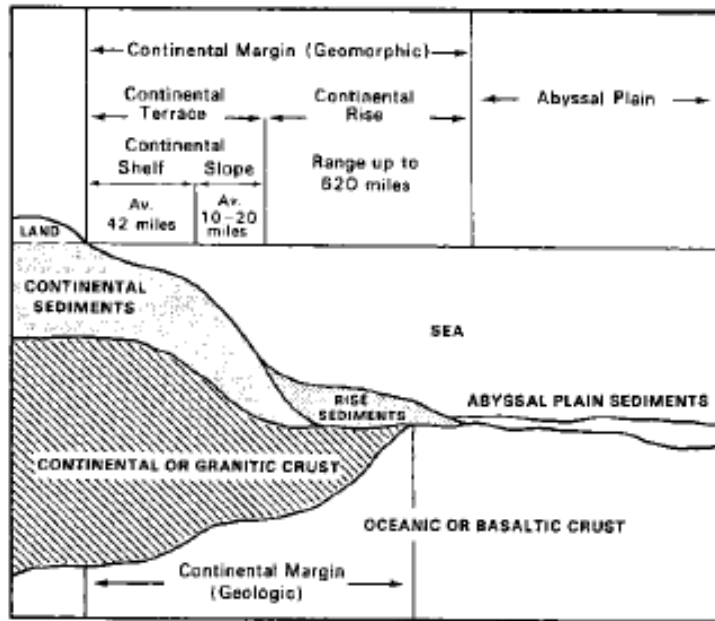 Continental Margin (Geomorphic)
Continental
Terrace
Continental
Rise
Abyssal Plain
Continental
Shelf
Slope
Range up to
620 miles
Av.
42 miles
Av.
10-20
miles
LAND
CONTINENTAL
SEDIMENTS
SEA
RISE
SEDIMENTS
ABYSSAL PLAIN SEDIMENTS
CONTINENTAL OR GRANITIC CRUST
OCEANIC OR BASALTIC CRUST
Continental Margin
(Geologic)